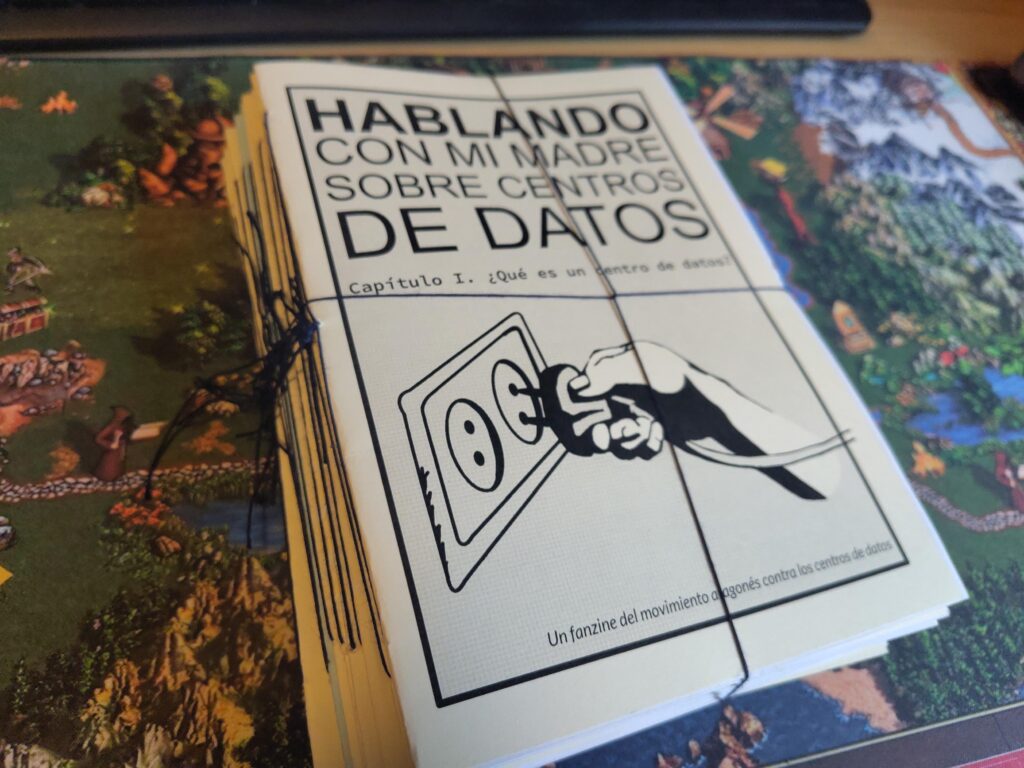 HABLANDO
CON MI MADRE
SOBRE CENTROS
DE DATOS
Capítulo I. ¿Qué es un centro de datos?
Un fanzine del movimiento aragonés contra los centros de datos